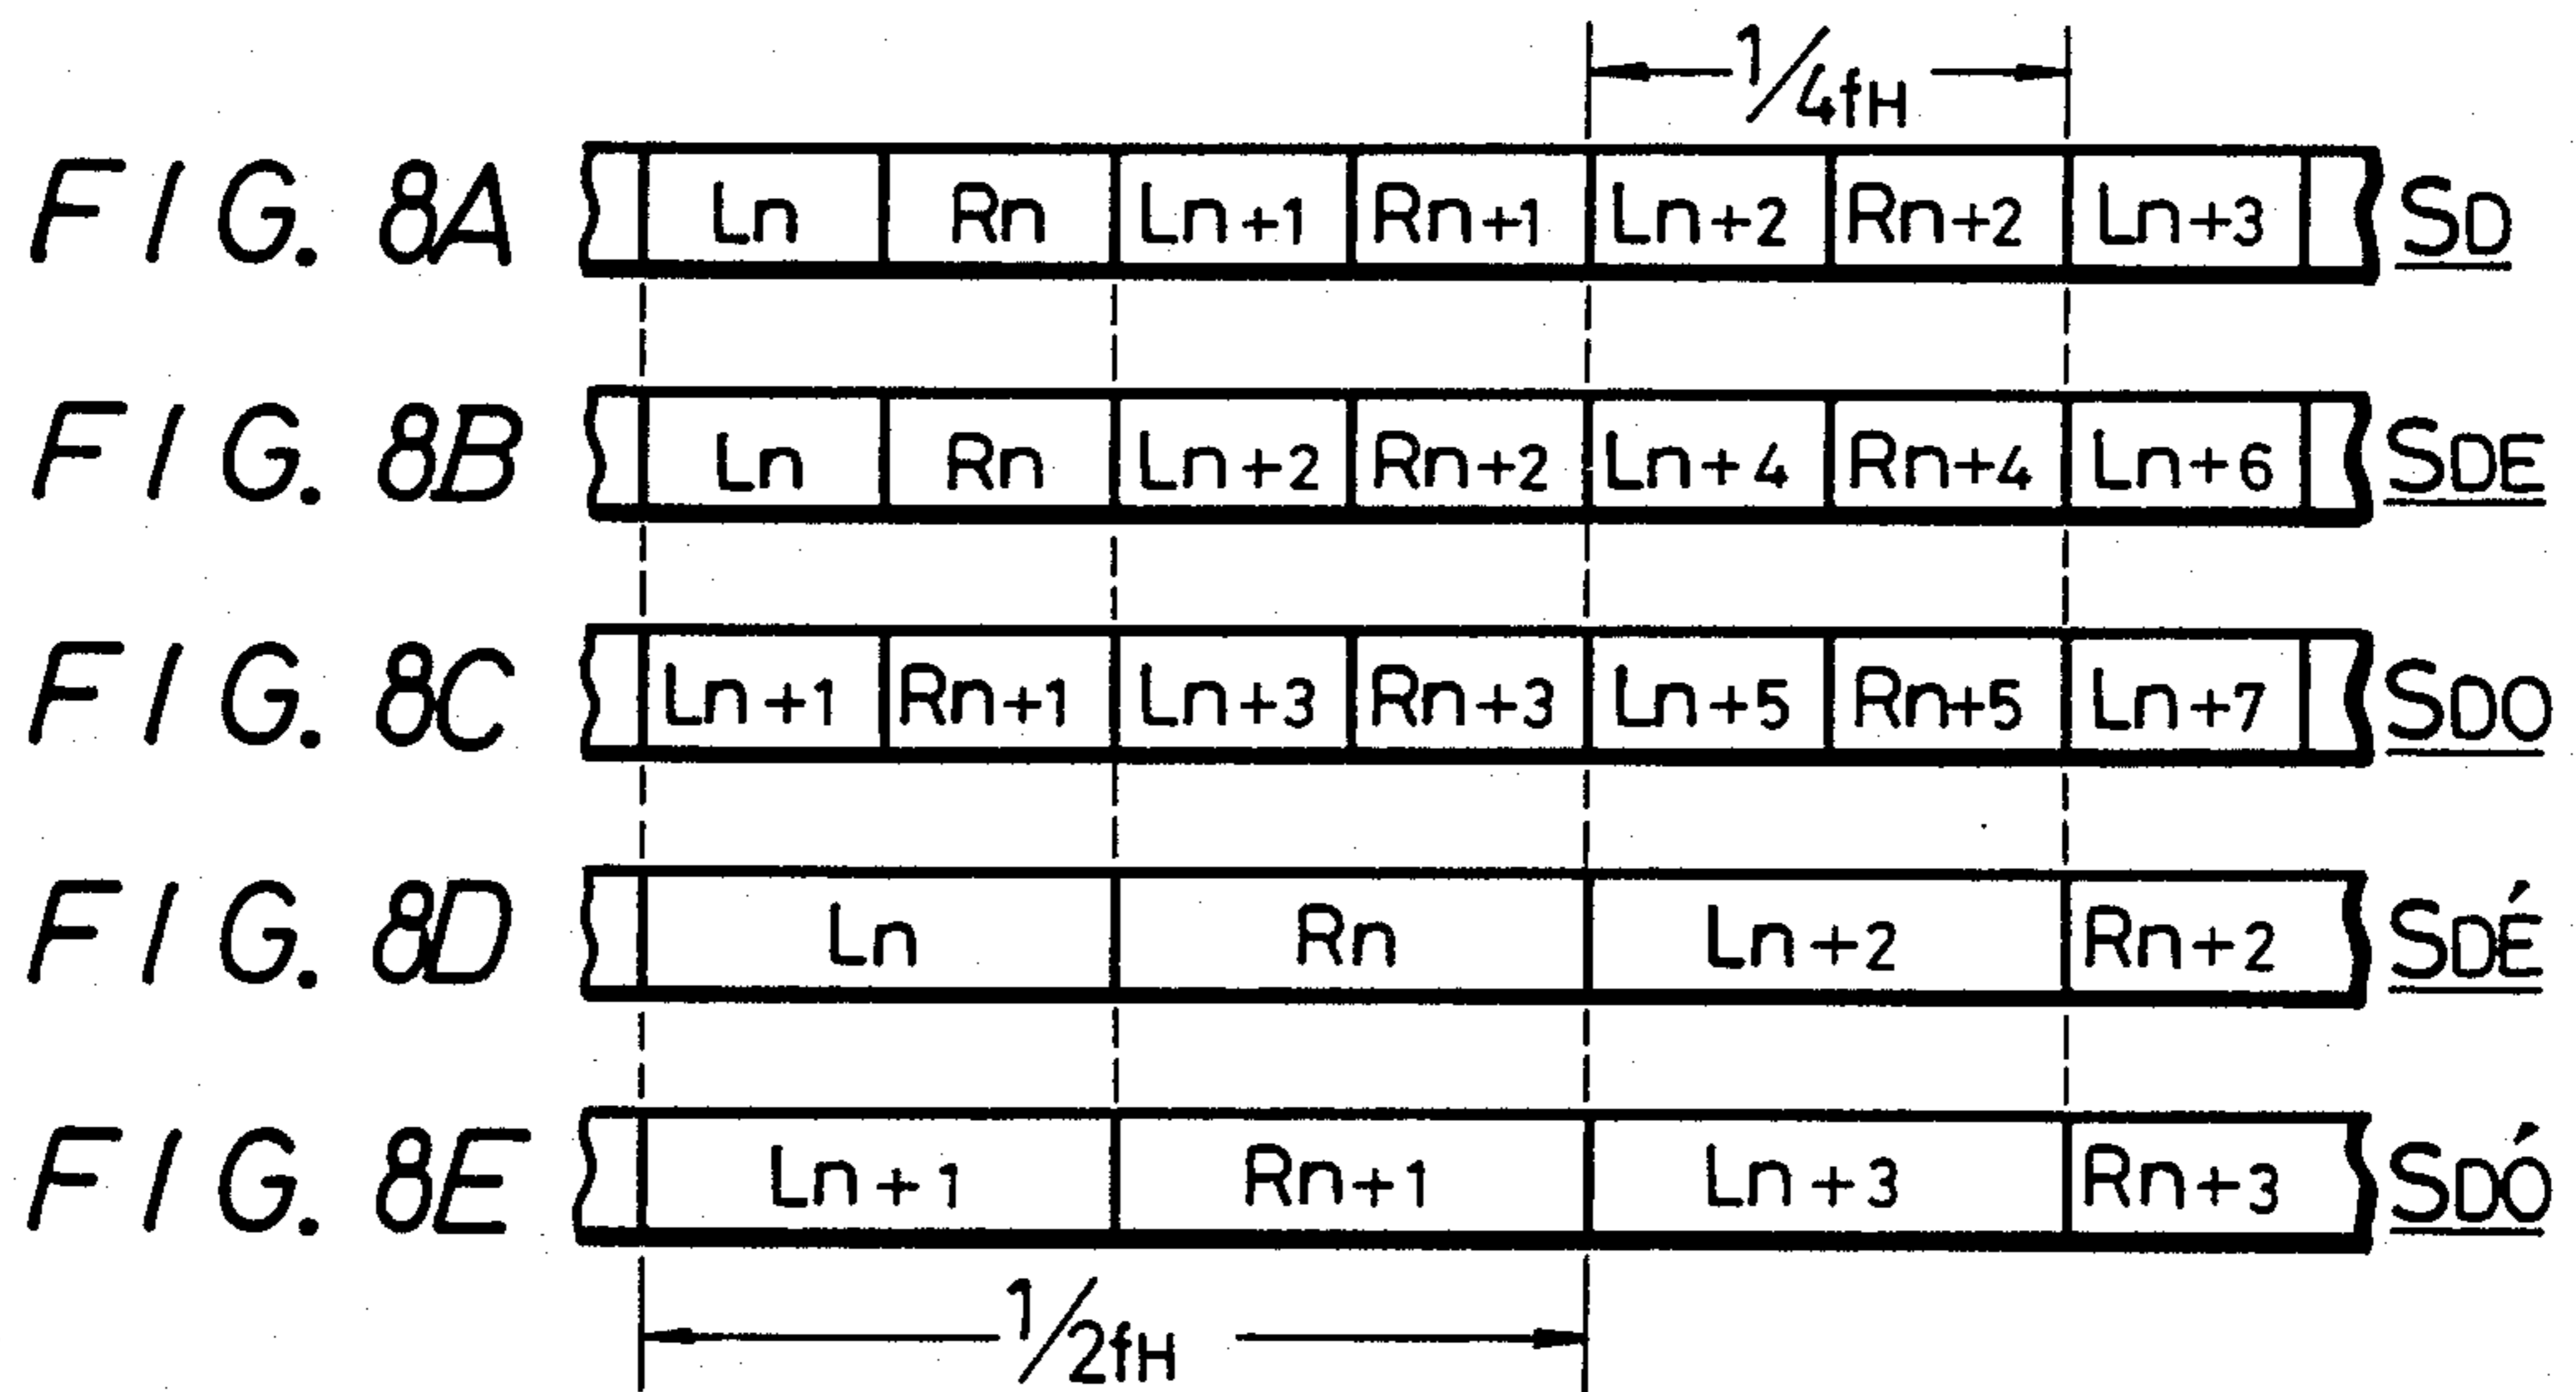 1/4fH
FIG. 8A Ln Rn Ln+1 Rn+1 Ln+2 Rn+2 Ln+3 SD
FIG. 8B Ln Rn Ln+2 Rn+2 Ln+4 Rn+4 Ln+6 SDE
FIG. 8C Ln+1 Rn+1 Ln+3 Rn+3 Ln+5 Rn+5 Ln+7 SDO
FIG. 8D Ln Rn Ln+2 Rn+2 SDE′
FIG. 8E Ln+1 Rn+1 Ln+3 Rn+3 SDO′
1/2fH